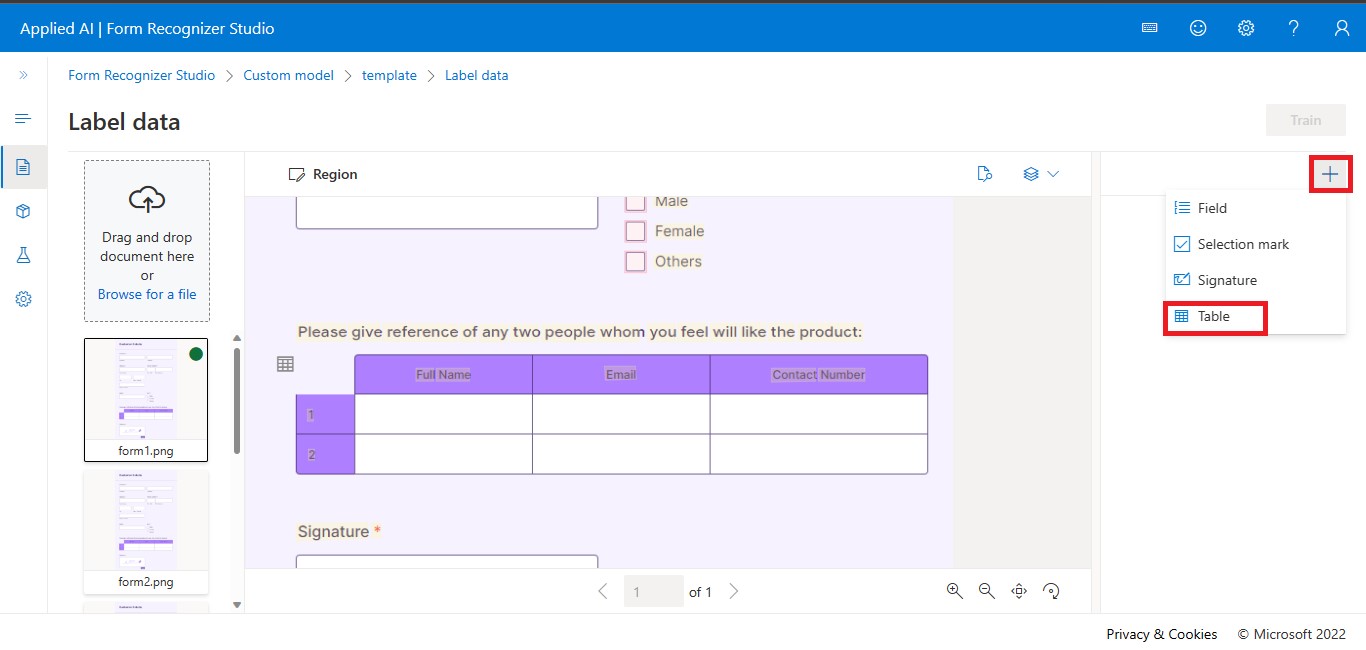 Applied AI | Form Recognizer Studio
Form Recognizer Studio > Custom model > template > Label data
Label data
Train
Drag and drop
document here
or
Browse for a file
form1.png
form2.png
Region
Male
Female
Others
Please give reference of any two people whom you feel will like the product:
Full Name Email Contact Number
1
2
Signature *
1 of 1
Field
Selection mark
Signature
Table
Privacy & Cookies © Microsoft 2022